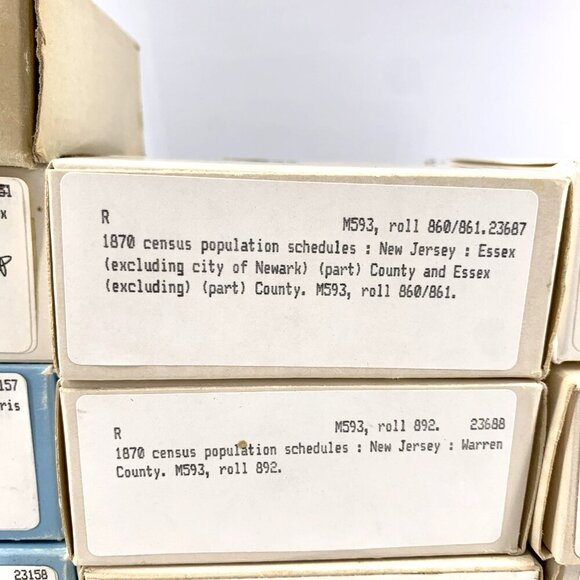 R
M593, roll 860/861.23687
1870 census population schedules : New Jersey : Essex
(excluding city of Newark) (part) County and Essex
(excluding) (part) County. M593, roll 860/861.
R
M593, roll 892. 23688
1870 census population schedules : New Jersey : Warren
County. M593, roll 892.
157
ris
23158